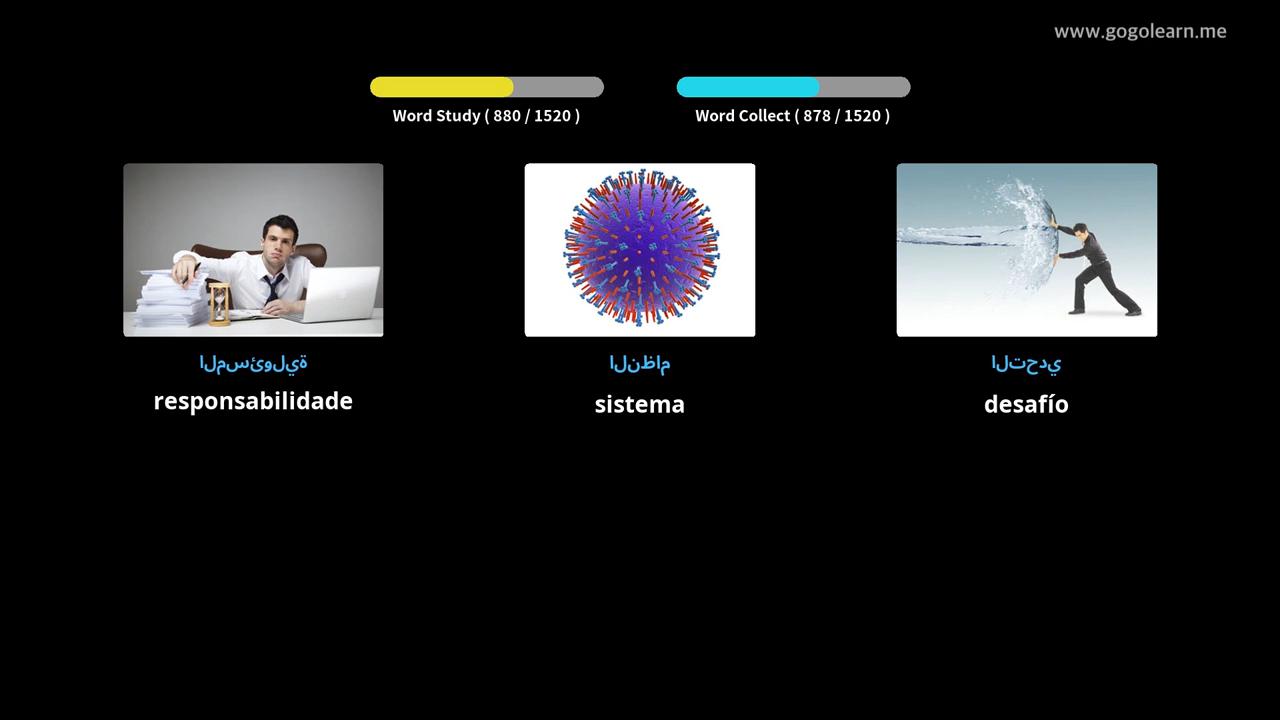 www.gogolearn.me
Word Study ( 880 / 1520 )
Word Collect ( 878 / 1520 )
المسئولية
responsabilidade
النظام
sistema
التحدي
desafío